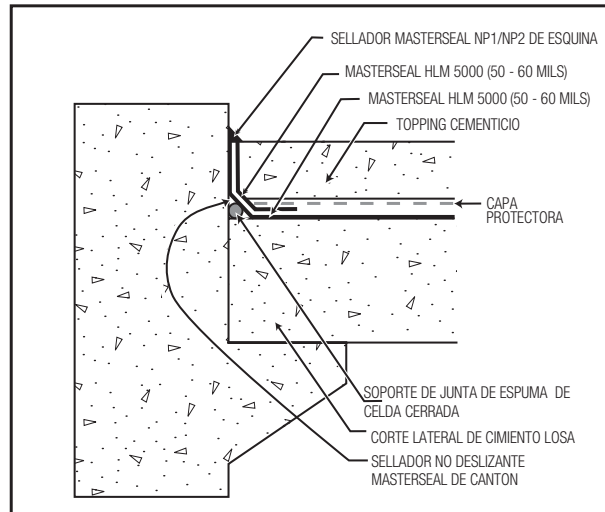 SELLADOR MASTERSEAL NP1/NP2 DE ESQUINA
MASTERSEAL HLM 5000 (50 - 60 MILS)
MASTERSEAL HLM 5000 (50 - 60 MILS)
TOPPING CEMENTICIO
CAPA
PROTECTORA
SOPORTE DE JUNTA DE ESPUMA DE
CELDA CERRADA
CORTE LATERAL DE CIMIENTO LOSA
SELLADOR NO DESLIZANTE
MASTERSEAL DE CANTON